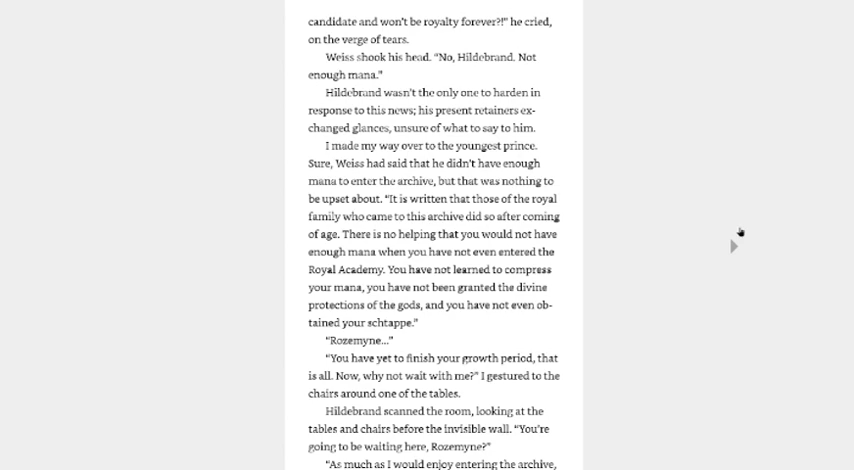 candidate and won't be royalty forever?!" he cried,
on the verge of tears.
Weiss shook his head. "No, Hildebrand. Not
enough mana."
Hildebrand wasn't the only one to harden in
response to this news; his present retainers ex-
changed glances, unsure of what to say to him.
I made my way over to the youngest prince.
Sure, Weiss had said that he didn't have enough
mana to enter the archive, but that was nothing to
be upset about. "It is written that those of the royal
family who came to this archive did so after coming
of age. There is no helping that you would not have
enough mana when you have not even entered the
Royal Academy. You have not learned to compress
your mana, you have not been granted the divine
protections of the gods, and you have not even ob-
tained your schtappe."
"Rozemyne..."
"You have yet to finish your growth period, that
is all. Now, why not wait with me?" I gestured to the
chairs around one of the tables.
Hildebrand scanned the room, looking at the
tables and chairs before the invisible wall. "You're
going to be waiting here, Rozemyne?"
"As much as I would enjoy entering the archive,